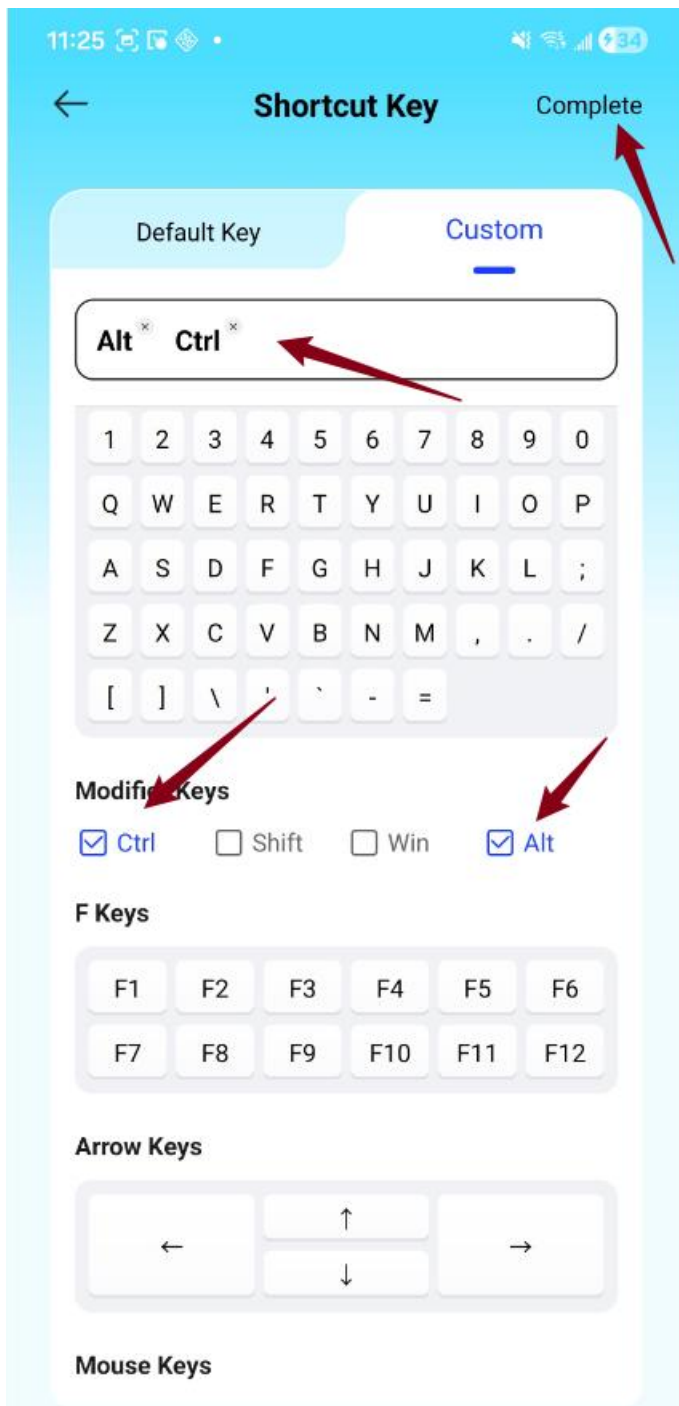 11:25 34
Shortcut Key Complete
Default Key Custom
Alt × Ctrl ×
1 2 3 4 5 6 7 8 9 0
Q W E R T Y U I O P
A S D F G H J K L ;
Z X C V B N M , . /
[ ] \ ' ` - =
Modifier Keys
Ctrl Shift Win Alt
F Keys
F1 F2 F3 F4 F5 F6
F7 F8 F9 F10 F11 F12
Arrow Keys
↑
← →
↓
Mouse Keys